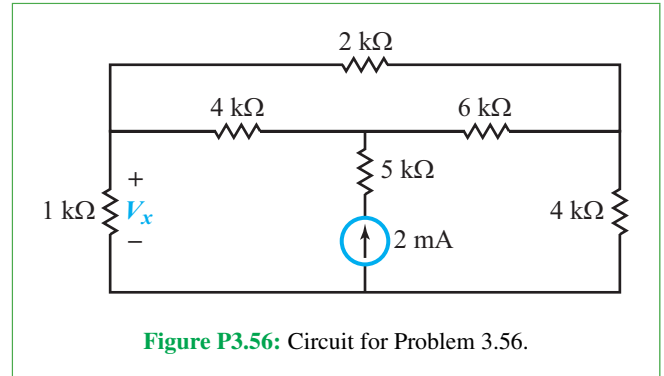 2 kΩ
4 kΩ
6 kΩ
5 kΩ
+
1 kΩ
Vx
4 kΩ
−
2 mA
Figure P3.56: Circuit for Problem 3.56.